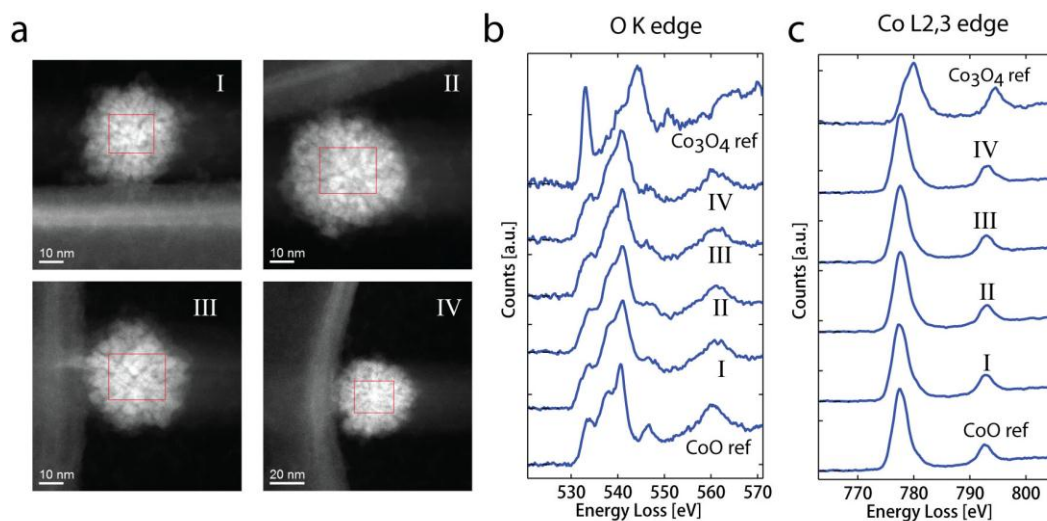 a
I
10 nm
II
10 nm
III
10 nm
IV
20 nm
b
O K edge
Counts [a.u.]
Co3O4 ref
IV
III
II
I
CoO ref
530 540 550 560 570
Energy Loss [eV]
c
Co L2,3 edge
Counts [a.u.]
Co3O4 ref
IV
III
II
I
CoO ref
770 780 790 800
Energy Loss [eV]